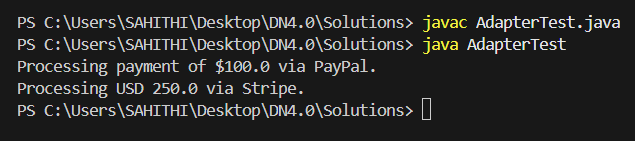 PS C:\Users\SAHITHI\Desktop\DN4.0\Solutions> javac AdapterTest.java
PS C:\Users\SAHITHI\Desktop\DN4.0\Solutions> java AdapterTest
Processing payment of $100.0 via PayPal.
Processing USD 250.0 via Stripe.
PS C:\Users\SAHITHI\Desktop\DN4.0\Solutions>